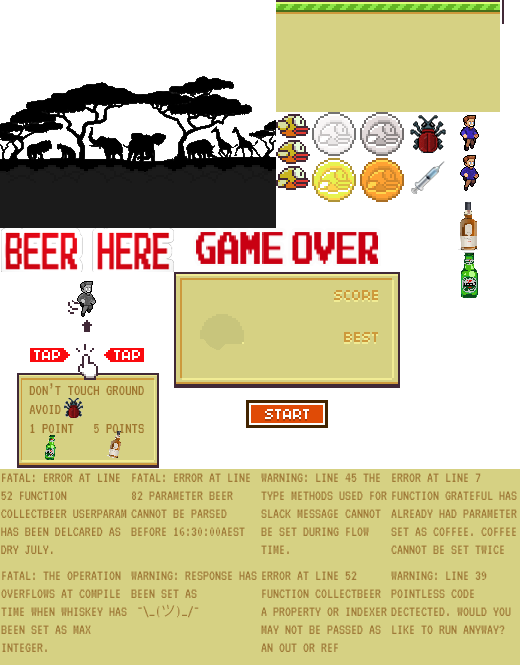 BEER HERE
GAME OVER
SCORE
BEST
TAP TAP
DON'T TOUCH GROUND
AVOID
1 POINT 5 POINTS
START
FATAL: ERROR AT LINE
52 FUNCTION
COLLECTBEER USERPARAM
HAS BEEN DELCARED AS
DRY JULY.
FATAL: ERROR AT LINE
82 PARAMETER BEER
CANNOT BE PARSED
BEFORE 16:30:00AEST
WARNING: LINE 45 THE
TYPE METHODS USED FOR
SLACK MESSAGE CANNOT
BE SET DURING FLOW
TIME.
ERROR AT LINE 7
FUNCTION GRATEFUL HAS
ALREADY HAD PARAMETER
SET AS COFFEE. COFFEE
CANNOT BE SET TWICE
FATAL: THE OPERATION
OVERFLOWS AT COMPILE
TIME WHEN WHISKEY HAS
BEEN SET AS MAX
INTEGER.
WARNING: RESPONSE HAS
BEEN SET AS
¯\_(ツ)_/¯
ERROR AT LINE 52
FUNCTION COLLECTBEER
A PROPERTY OR INDEXER
MAY NOT BE PASSED AS
AN OUT OR REF
WARNING: LINE 39
POINTLESS CODE
DECTECTED. WOULD YOU
LIKE TO RUN ANYWAY?